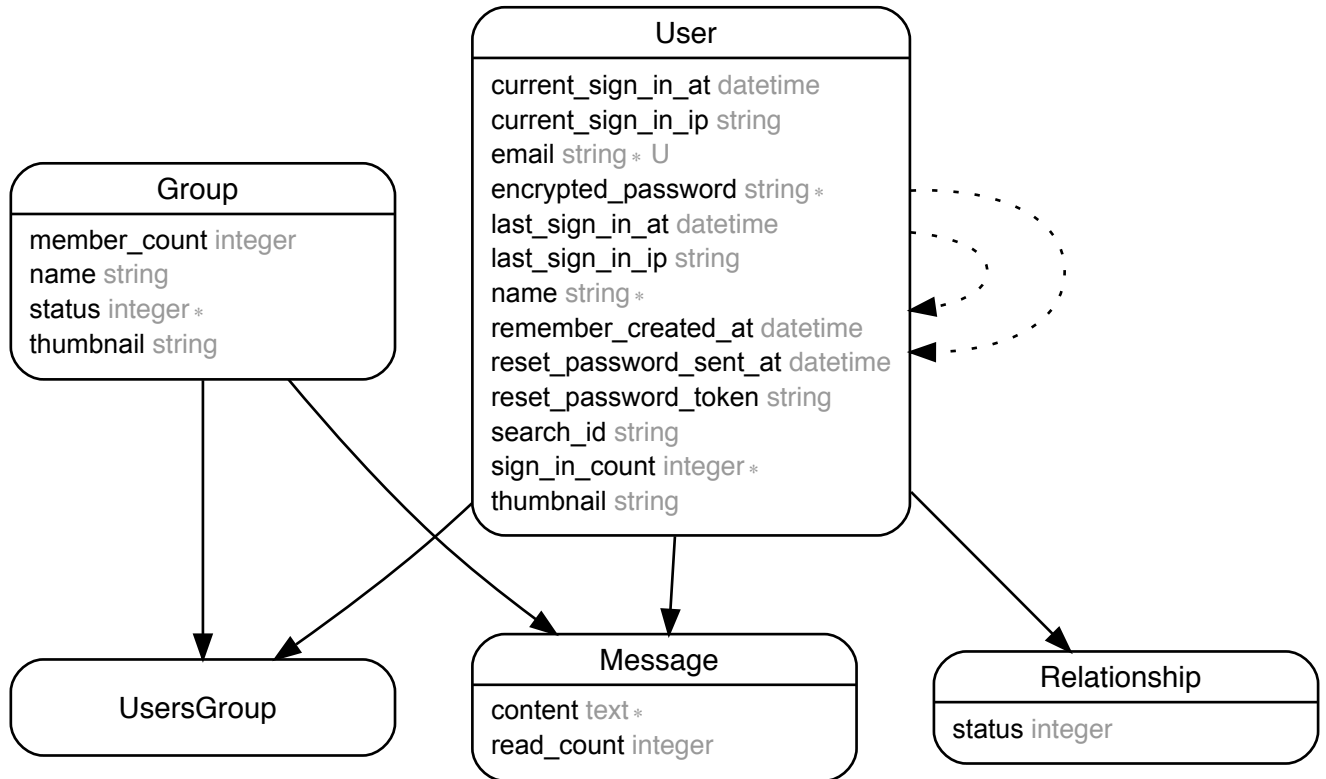 User
current_sign_in_at datetime
current_sign_in_ip string
email string * U
encrypted_password string *
last_sign_in_at datetime
last_sign_in_ip string
name string *
remember_created_at datetime
reset_password_sent_at datetime
reset_password_token string
search_id string
sign_in_count integer *
thumbnail string
Group
member_count integer
name string
status integer *
thumbnail string
UsersGroup
Message
content text *
read_count integer
Relationship
status integer